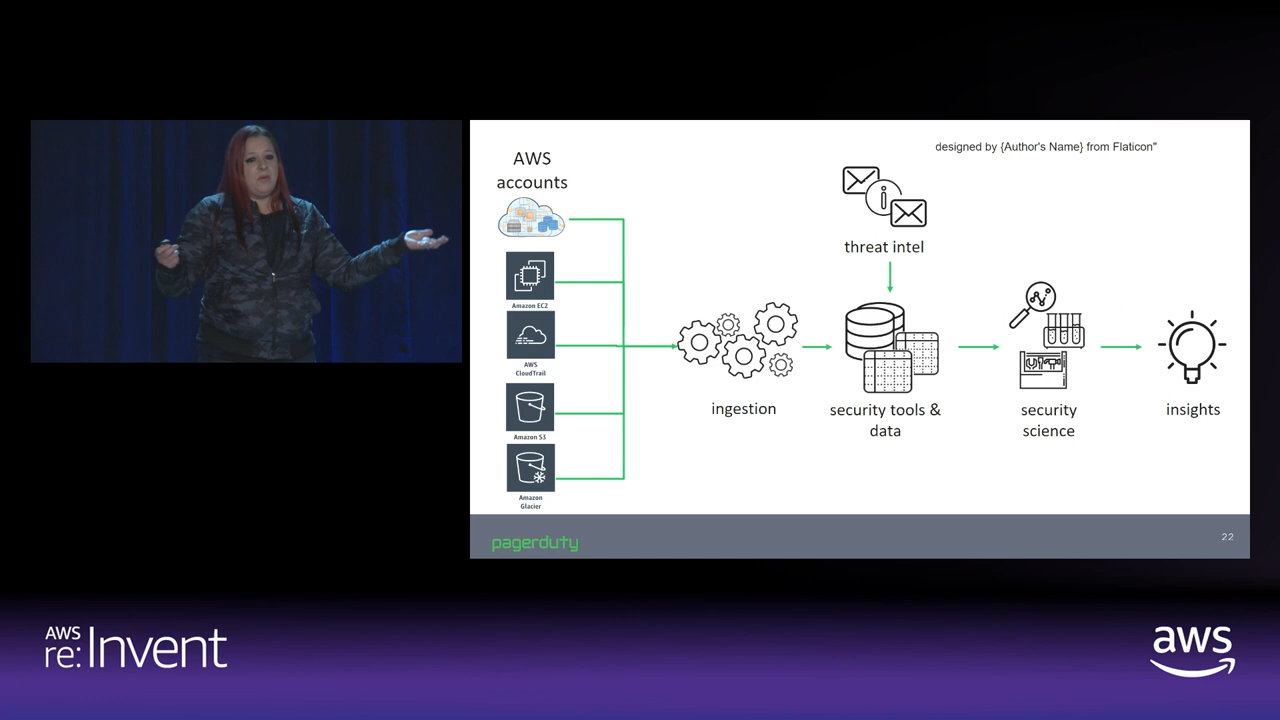 designed by {Author's Name} from Flaticon"
AWS
accounts
Amazon EC2
AWS
CloudTrail
Amazon S3
Amazon
Glacier
ingestion
threat intel
security tools &
data
security
science
insights
pagerduty
22
AWS
re:Invent
aws